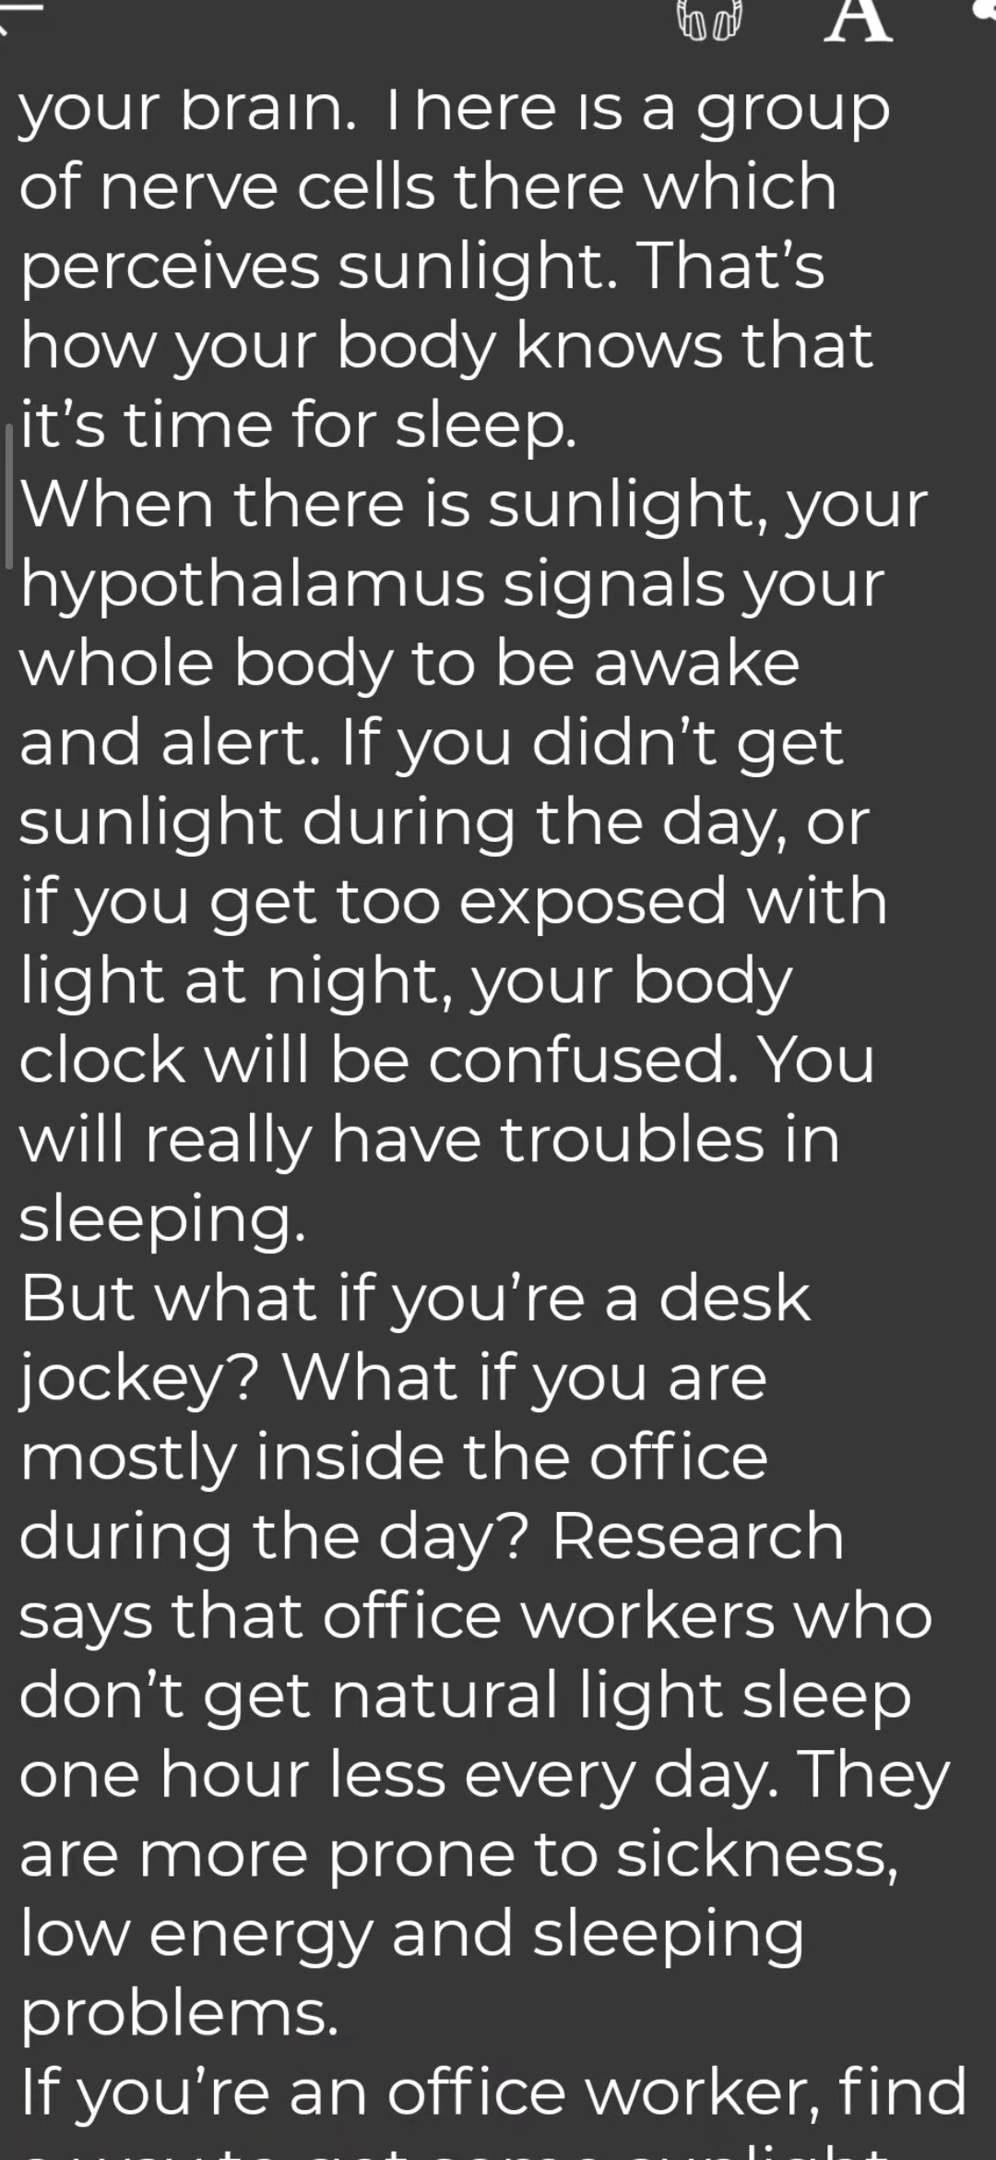 A
your brain. There is a group
of nerve cells there which
perceives sunlight. That’s
how your body knows that
it’s time for sleep.
When there is sunlight, your
hypothalamus signals your
whole body to be awake
and alert. If you didn’t get
sunlight during the day, or
if you get too exposed with
light at night, your body
clock will be confused. You
will really have troubles in
sleeping.
But what if you’re a desk
jockey? What if you are
mostly inside the office
during the day? Research
says that office workers who
don’t get natural light sleep
one hour less every day. They
are more prone to sickness,
low energy and sleeping
problems.
If you’re an office worker, find